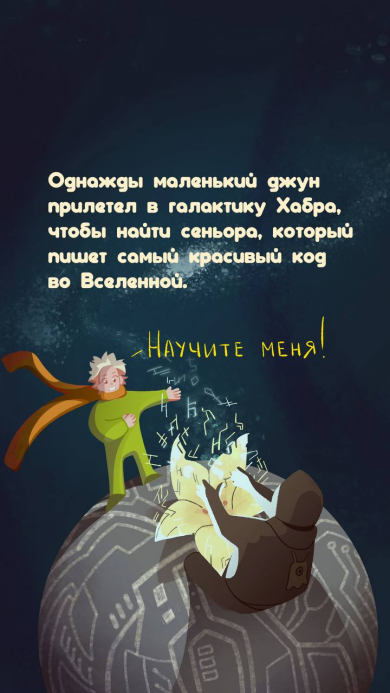 Однажды маленький джун
прилетел в галактику Хабра,
чтобы найти сеньора, который
пишет самый красивый код
во Вселенной.
- Научите меня!